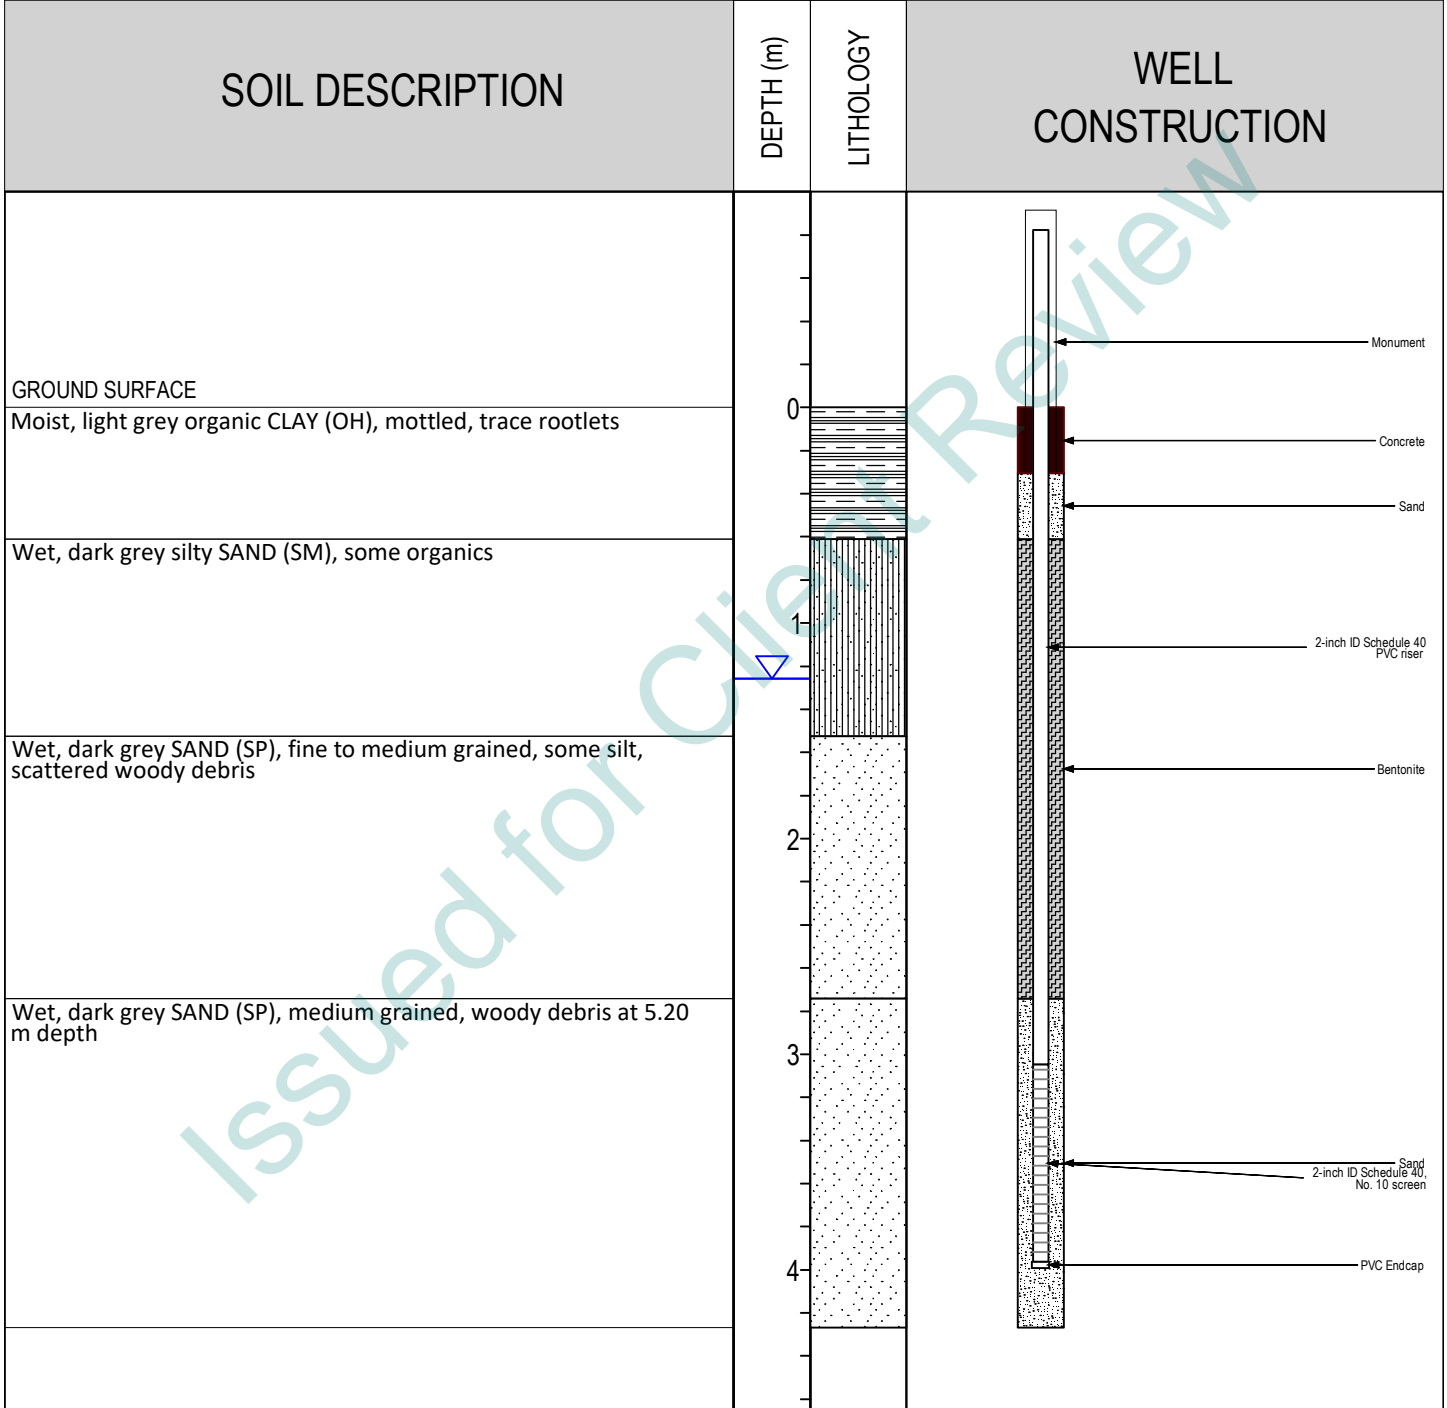 SOIL DESCRIPTION
DEPTH (m)
LITHOLOGY
WELL
CONSTRUCTION
GROUND SURFACE
Moist, light grey organic CLAY (OH), mottled, trace rootlets
Wet, dark grey silty SAND (SM), some organics
Wet, dark grey SAND (SP), fine to medium grained, some silt,
scattered woody debris
Wet, dark grey SAND (SP), medium grained, woody debris at 5.20
m depth
0
1
2
3
4
Monument
Concrete
Sand
2-inch ID Schedule 40
PVC riser
Bentonite
Sand
2-inch ID Schedule 40,
No. 10 screen
PVC Endcap
Issued for Client Review